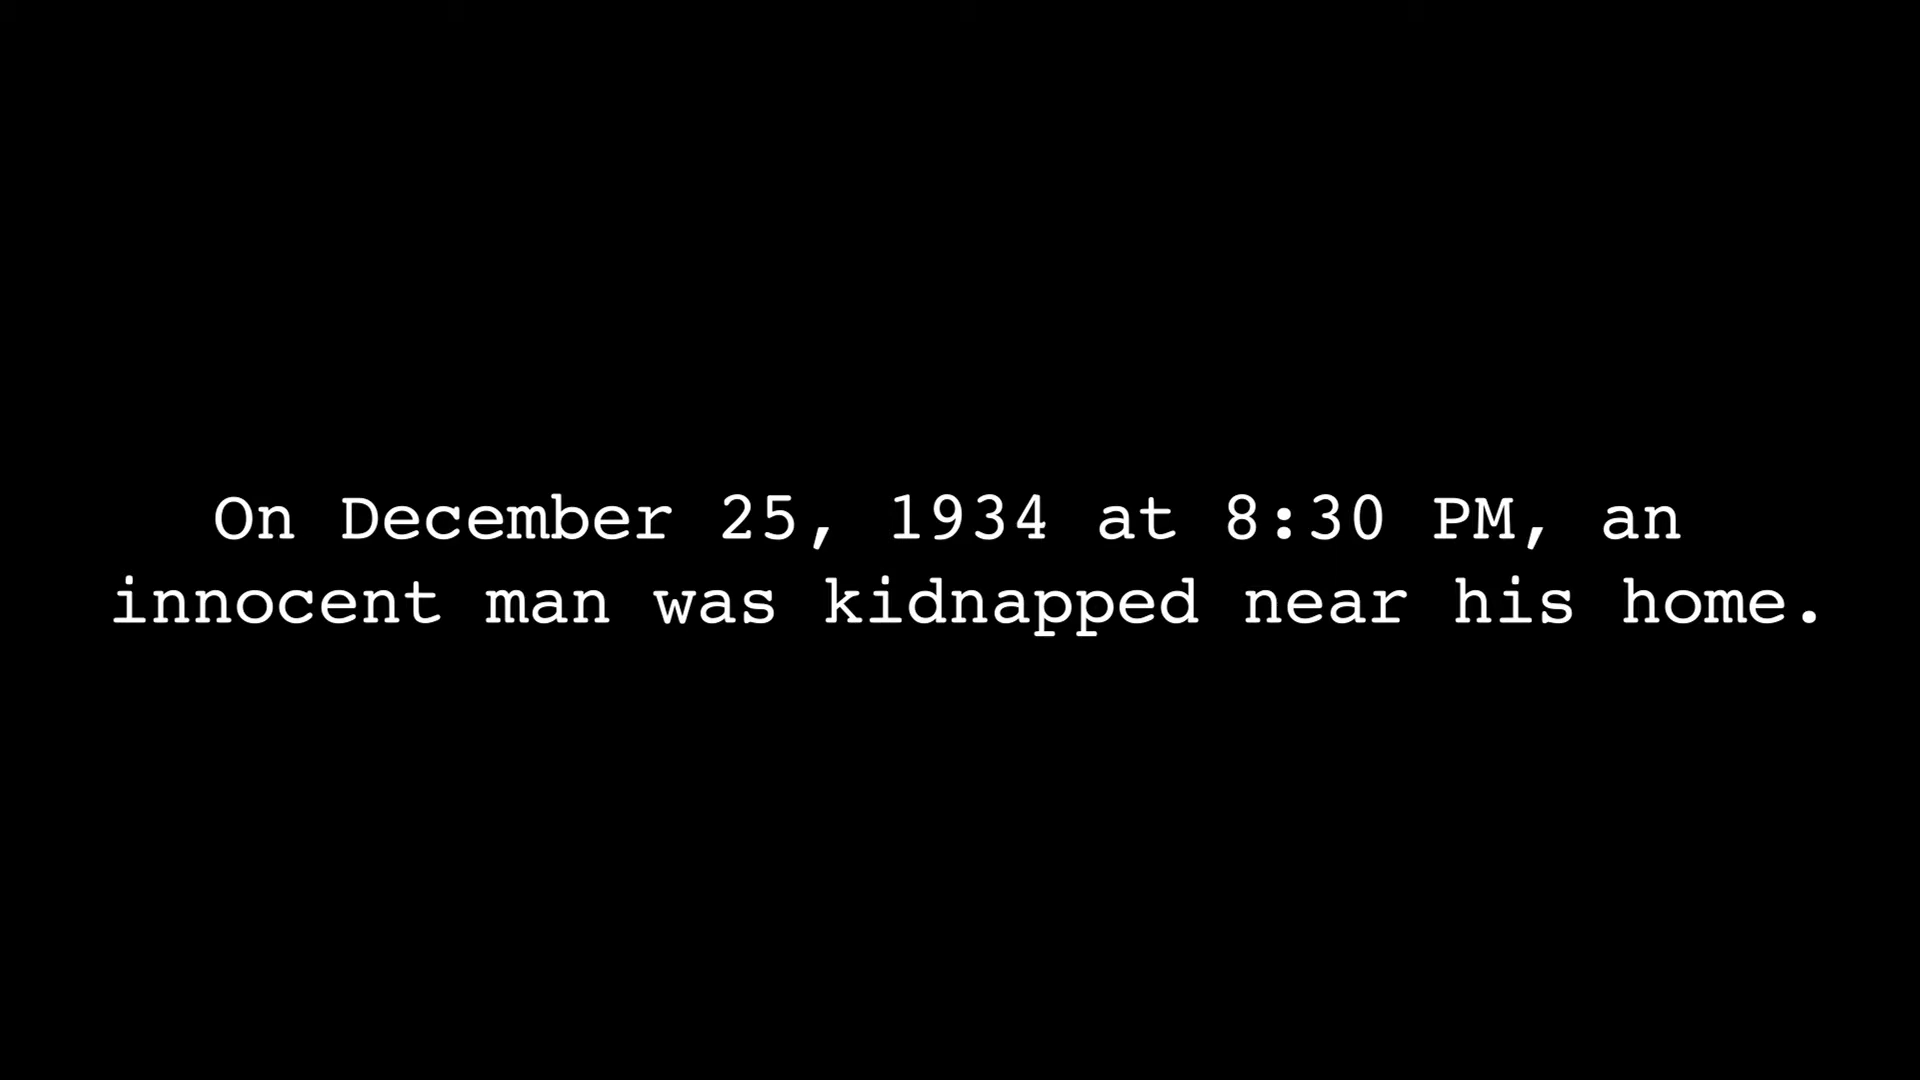 On December 25, 1934 at 8:30 PM, an
innocent man was kidnapped near his home.